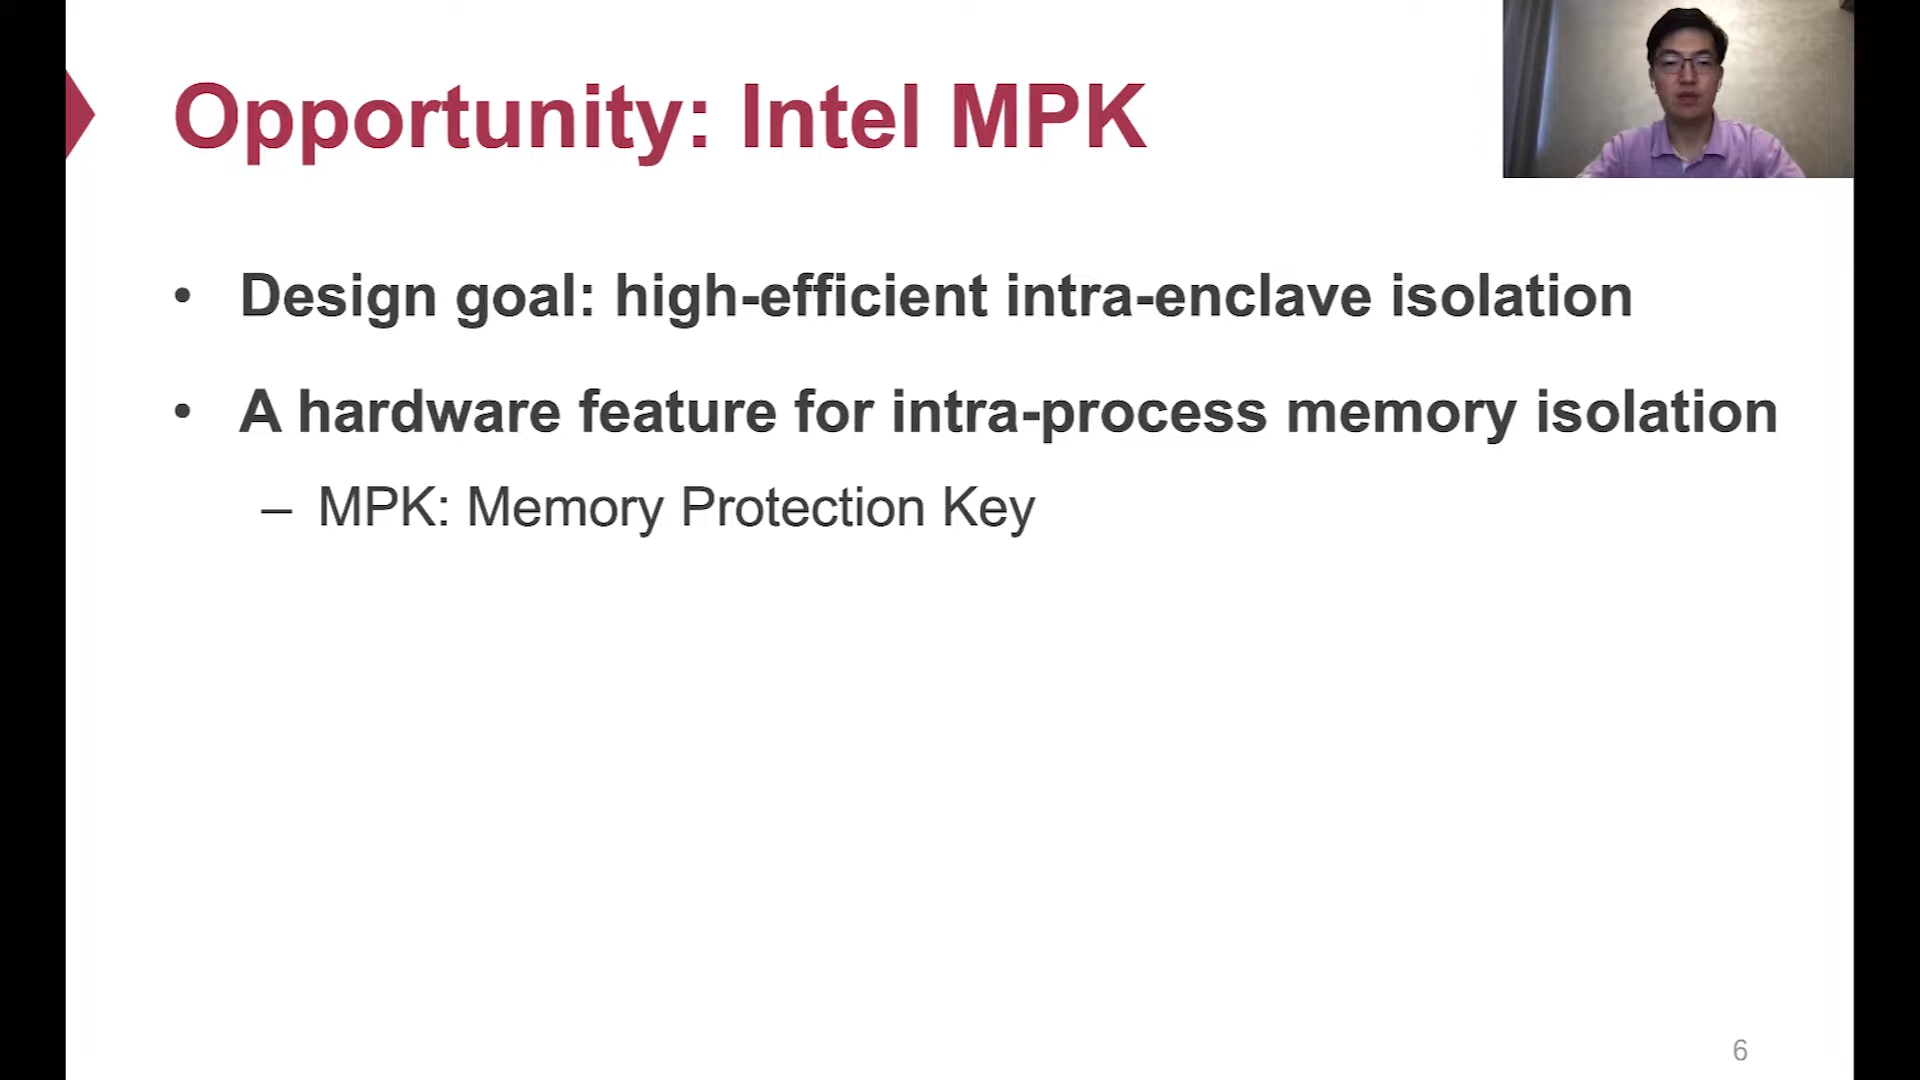 Opportunity: Intel MPK
• Design goal: high-efficient intra-enclave isolation
• A hardware feature for intra-process memory isolation
– MPK: Memory Protection Key
6